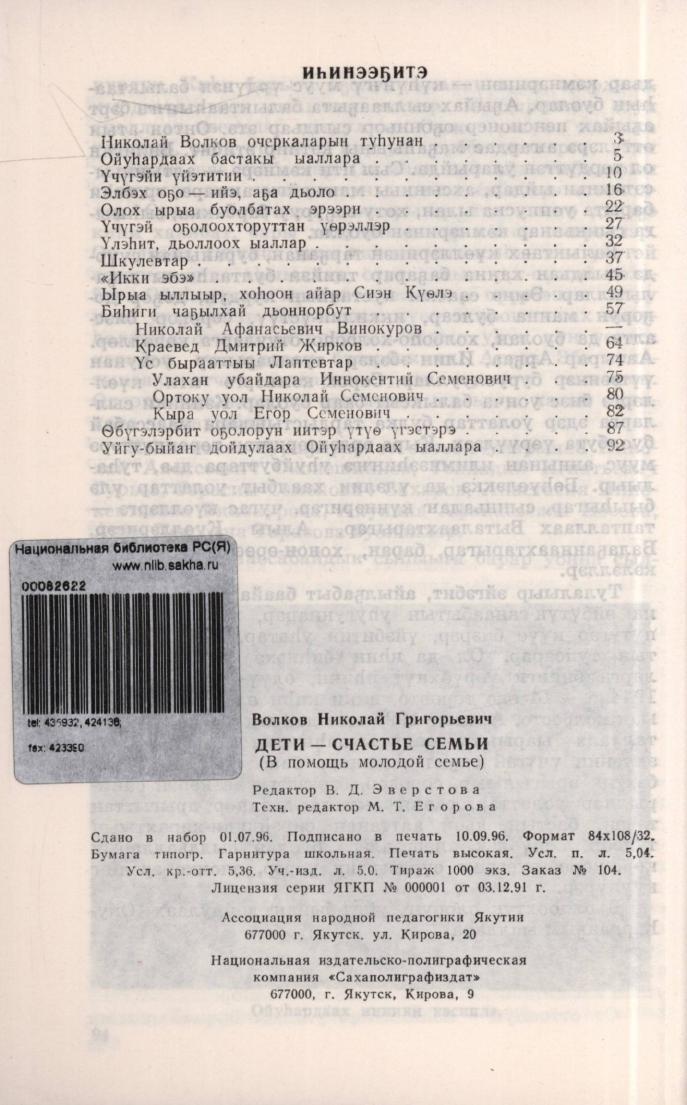 ИҺИНЭЭҔИТЭ
Николай Волков очеркаларын туһунан . . . . . . 3
Ойуһардаах бастакы ыаллара . . . . . . . . 5
Үчүгэйи үйэтитии . . . . . . . . . . . 10
Элбэх оҕо — ийэ, аҕа дьоло . . . . . . . . . 16
Олох ырыа буолбатах эрээри . . . . . . . . 22
Үчүгэй оҕолоохторуттан үөрэллэр . . . . . . 27
Үлэһит, дьоллоох ыаллар . . . . . . . . . . 32
Шкулевтар . . . . . . . . . . . . . 37
«Икки эбэ» . . . . . . . . . . . . . 45
Ырыа ыллыыр, хоһоон айар Сиэн Күөлэ . . . . . 49
Биһиги чаҕылхай дьоннорбут . . . . . . . . 57
Николай Афанасьевич Винокуров . . . . . . —
Краевед Дмитрий Жирков . . . . . . . . 64
Үс бырааттыы Лаптевтар . . . . . . . . 74
Улахан убайдара Иннокентий Семенович . . . 75
Ортоку уол Николай Семенович . . . . . . 80
Кыра уол Егор Семенович . . . . . . . 82
Өбүгэлэрбит оҕолорун иитэр үтүө үгэстэрэ . . . . 87
Уйгу-быйаҥ дойдулаах Ойуһардаах ыаллара . . . . 92
Национальная библиотека РС(Я)
www.nlib.sakha.ru
00082622
tel: 436932, 424136,
fax: 423390
Волков Николай Григорьевич
ДЕТИ — СЧАСТЬЕ СЕМЬИ
(В помощь молодой семье)
Редактор В. Д. Эверстова
Техн. редактор М. Т. Егорова
Сдано в набор 01.07.96. Подписано в печать 10.09.96. Формат 84x108/32.
Бумага типогр. Гарнитура школьная. Печать высокая. Усл. п. л. 5,04.
Усл. кр.-отт. 5,36. Уч.-изд. л. 5.0. Тираж 1000 экз. Заказ № 104.
Лицензия серии ЯГКП № 000001 от 03.12.91 г.
Ассоциация народной педагогики Якутии
677000 г. Якутск. ул. Кирова, 20
Национальная издательско-полиграфическая
компания «Сахаполиграфиздат»
677000, г. Якутск, Кирова, 9